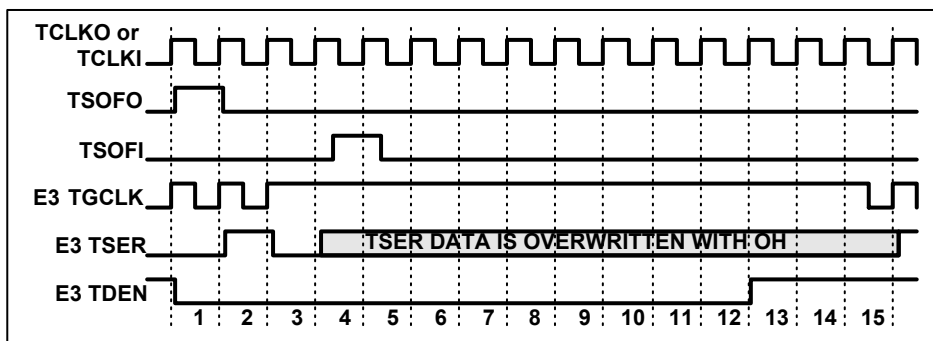 TCLKO or
TCLKI
TSOFO
TSOFI
E3 TGCLK
E3 TSER TSER DATA IS OVERWRITTEN WITH OH
E3 TDEN
1 2 3 4 5 6 7 8 9 10 11 12 13 14 15